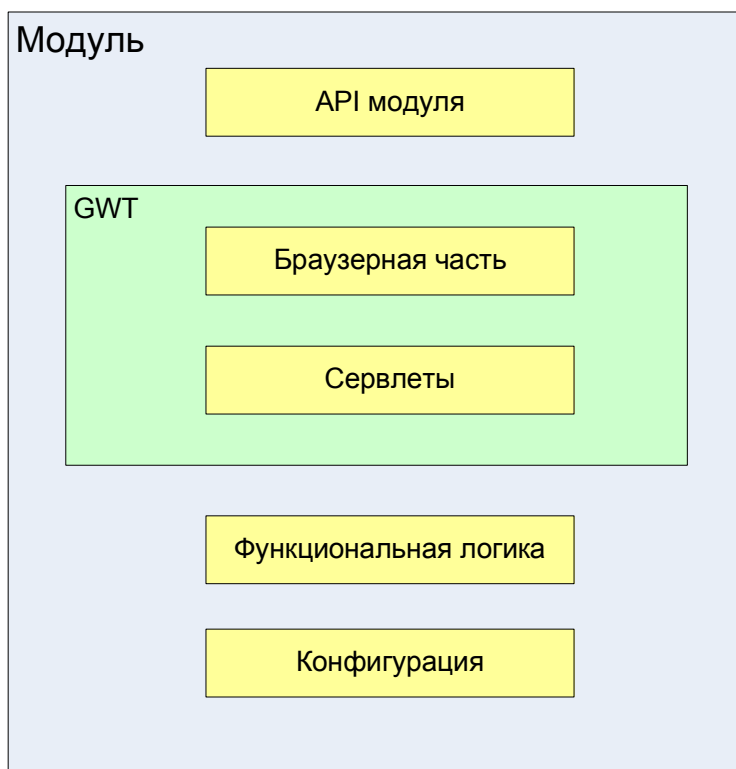 Модуль
API модуля
GWT
Браузерная часть
Сервлеты
Функциональная логика
Конфигурация